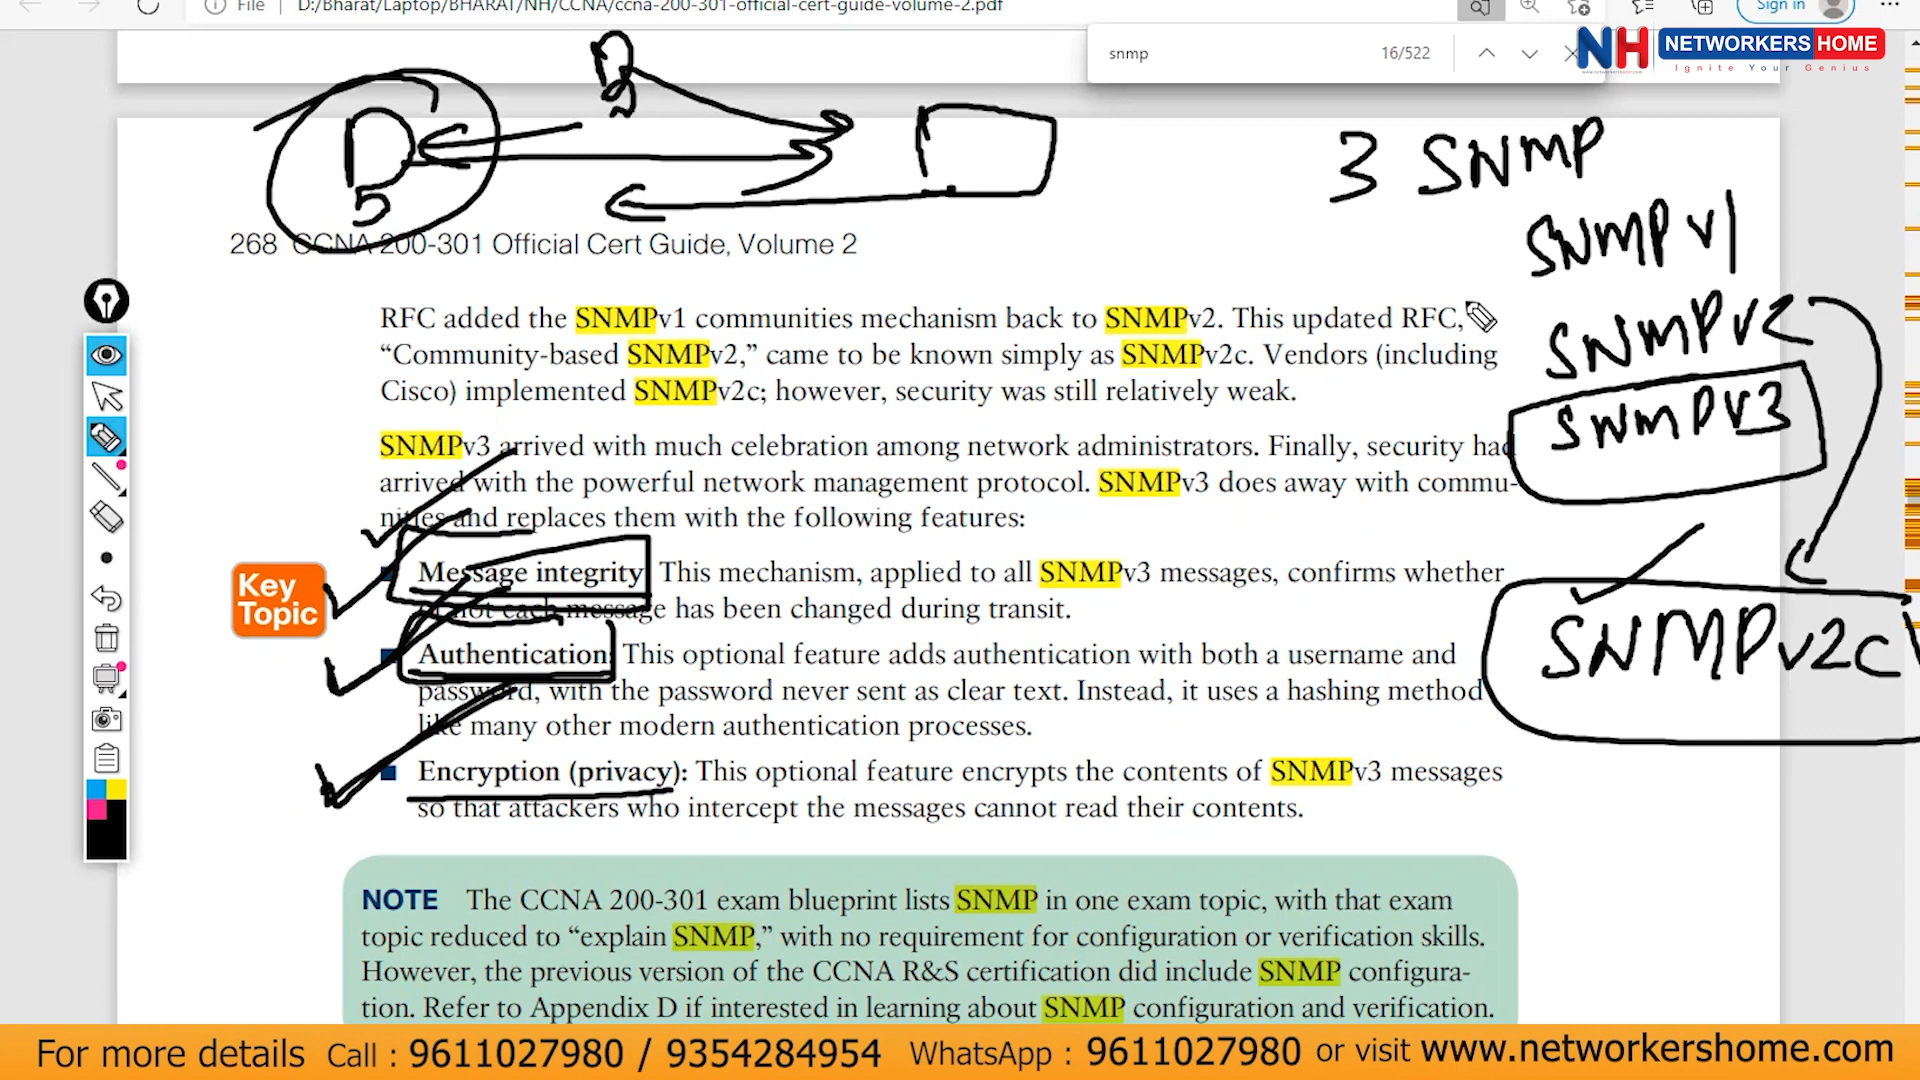 File D:/Bharat/Laptop/BHARAT/NH/CCNA/ccna-200-301-official-cert-guide-volume-2.pdf
Sign in
snmp 16/522
NH NETWORKERS HOME
Ignite Your Genius
D
5
3 SNMP
SNMP v1
SNMPv2
SNMPV3
SNMPv2c
268 CCNA 200-301 Official Cert Guide, Volume 2
RFC added the SNMPv1 communities mechanism back to SNMPv2. This updated RFC,
“Community-based SNMPv2,” came to be known simply as SNMPv2c. Vendors (including
Cisco) implemented SNMPv2c; however, security was still relatively weak.
SNMPv3 arrived with much celebration among network administrators. Finally, security had
arrived with the powerful network management protocol. SNMPv3 does away with commu-
nities and replaces them with the following features:
Key
Topic
Message integrity This mechanism, applied to all SNMPv3 messages, confirms whether
or not each message has been changed during transit.
Authentication: This optional feature adds authentication with both a username and
password, with the password never sent as clear text. Instead, it uses a hashing method
like many other modern authentication processes.
Encryption (privacy): This optional feature encrypts the contents of SNMPv3 messages
so that attackers who intercept the messages cannot read their contents.
NOTE The CCNA 200-301 exam blueprint lists SNMP in one exam topic, with that exam
topic reduced to “explain SNMP,” with no requirement for configuration or verification skills.
However, the previous version of the CCNA R&S certification did include SNMP configura-
tion. Refer to Appendix D if interested in learning about SNMP configuration and verification.
For more details Call : 9611027980 / 9354284954 WhatsApp : 9611027980 or visit www.networkershome.com